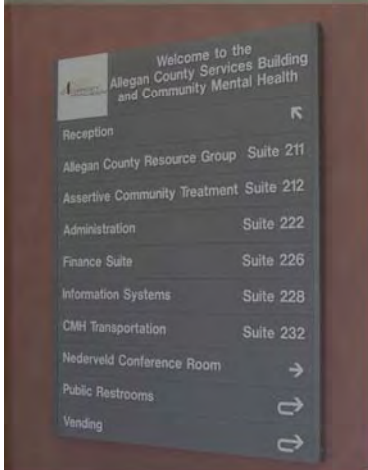 Welcome to the
Allegan County Services Building
and Community Mental Health
Reception
Allegan County Resource Group Suite 211
Assertive Community Treatment Suite 212
Administration Suite 222
Finance Suite Suite 226
Information Systems Suite 228
CMH Transportation Suite 232
Nederveld Conference Room
Public Restrooms
Vending